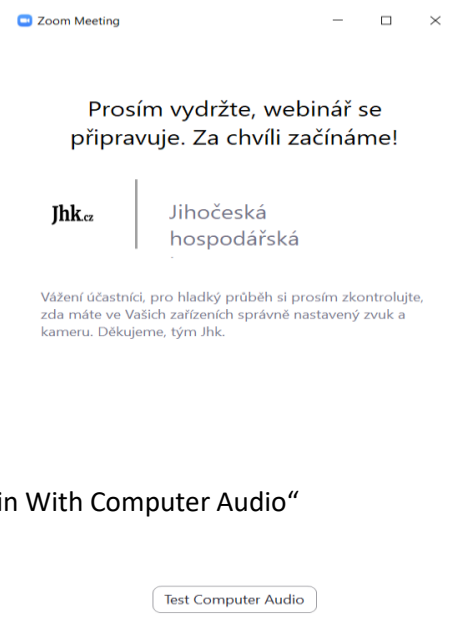 Zoom Meeting
Prosím vydržte, webinář se
připravuje. Za chvíli začínáme!
Jhk.cz
Jihočeská
hospodářská
Vážení účastníci, pro hladký průběh si prosím zkontrolujte,
zda máte ve Vašich zařízeních správně nastavený zvuk a
kameru. Děkujeme, tým Jhk.
in With Computer Audio“
Test Computer Audio